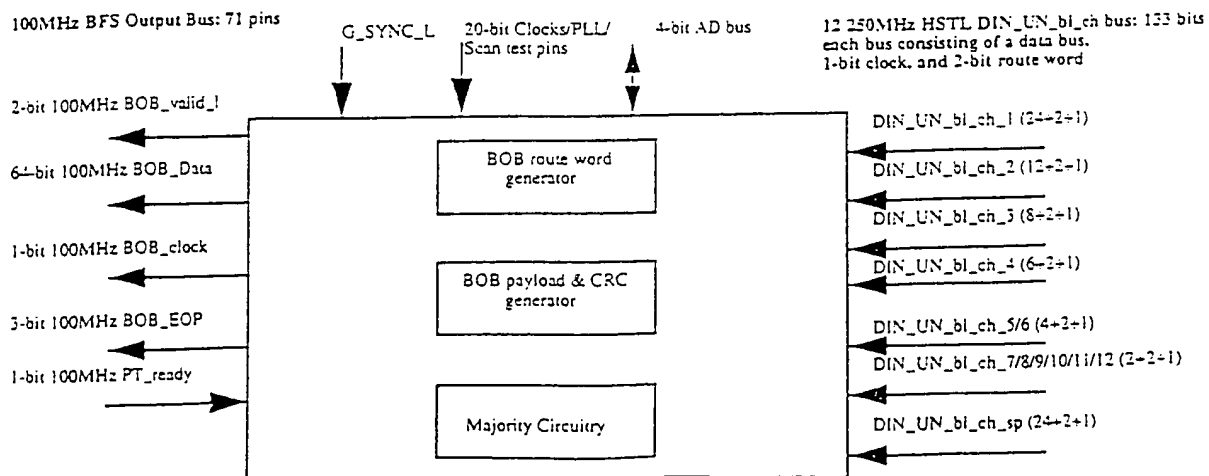 100MHz BFS Output Bus: 71 pins
G_SYNC_L
20-bit Clocks/PLL/
Scan test pins
4-bit AD bus
12 250MHz HSTL DIN_UN_bl_ch bus: 153 bits
each bus consisting of a data bus,
1-bit clock, and 2-bit route word
2-bit 100MHz BOB_valid_l
64-bit 100MHz BOB_Data
1-bit 100MHz BOB_clock
3-bit 100MHz BOB_EOP
1-bit 100MHz PT_ready
BOB route word
generator
BOB payload & CRC
generator
Majority Circuitry
DIN_UN_bl_ch_1 (24+2+1)
DIN_UN_bl_ch_2 (12+2+1)
DIN_UN_bl_ch_3 (8+2+1)
DIN_UN_bl_ch_4 (6+2+1)
DIN_UN_bl_ch_5/6 (4+2+1)
DIN_UN_bl_ch_7/8/9/10/11/12 (2+2+1)
DIN_UN_bl_ch_sp (24+2+1)